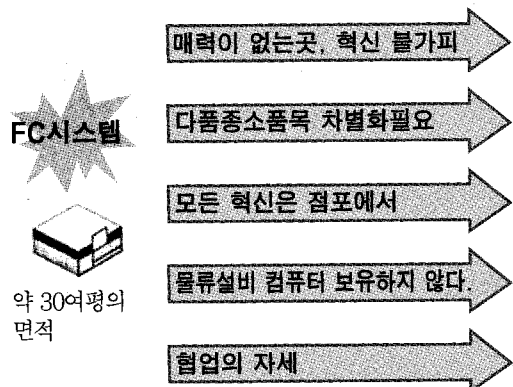 매력이 없는곳, 혁신 불가피
FC시스템
다품종소품목 차별화필요
모든 혁신은 점포에서
물류설비 컴퓨터 보유하지 않다.
약 30여평의
면적
협업의 자세